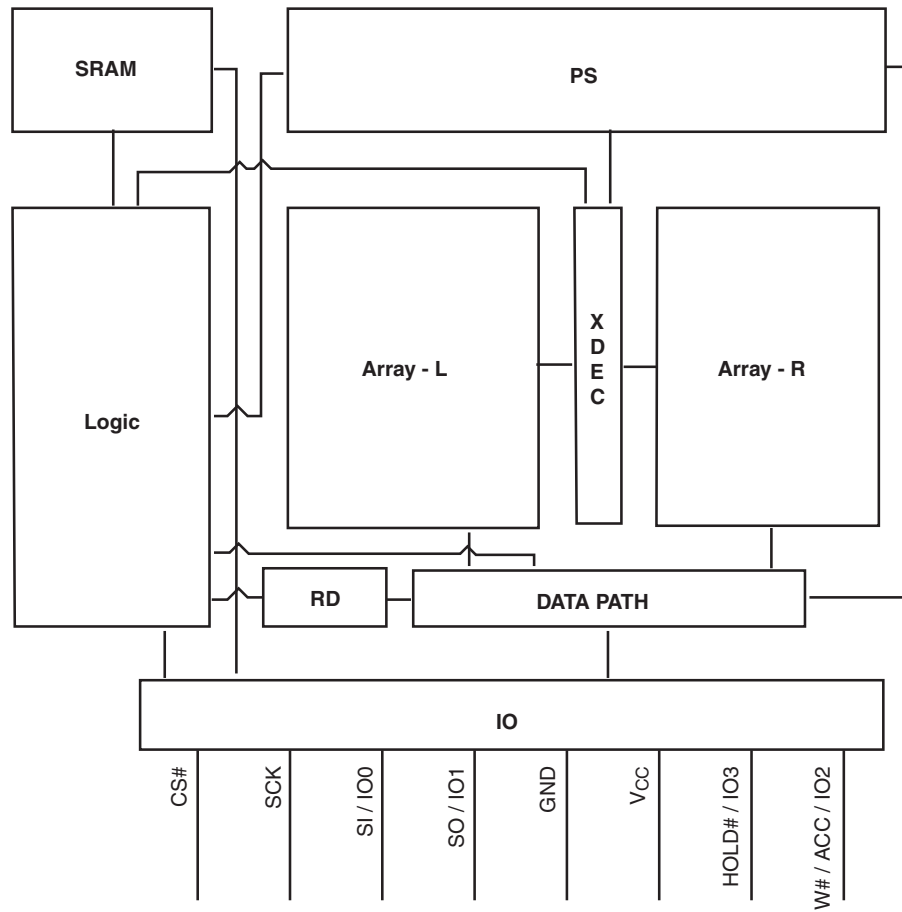 SRAM
PS
Logic
Array - L
X
D
E
C
Array - R
RD
DATA PATH
IO
CS#
SCK
SI / IO0
SO / IO1
GND
VCC
HOLD# / IO3
W# / ACC / IO2